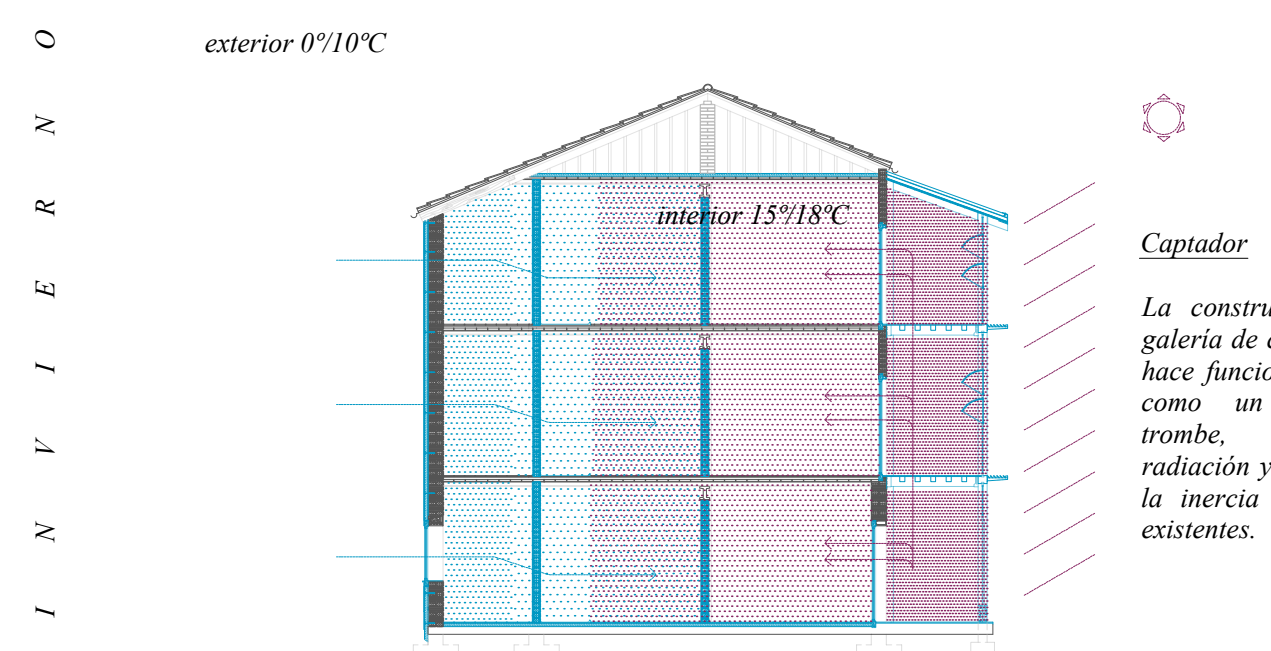 INVIERNO
exterior 0º/10ºC
interior 15º/18ºC
Captador
La constru
galería de
hace funcio
como un
trombe,
radiación y
la inercia
existentes.